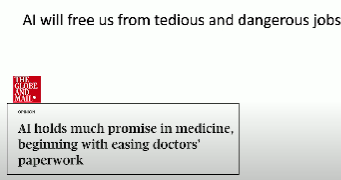 AI will free us from tedious and dangerous jobs
THE
GLOBE
AND
MAIL
OPINION
AI holds much promise in medicine,
beginning with easing doctors'
paperwork